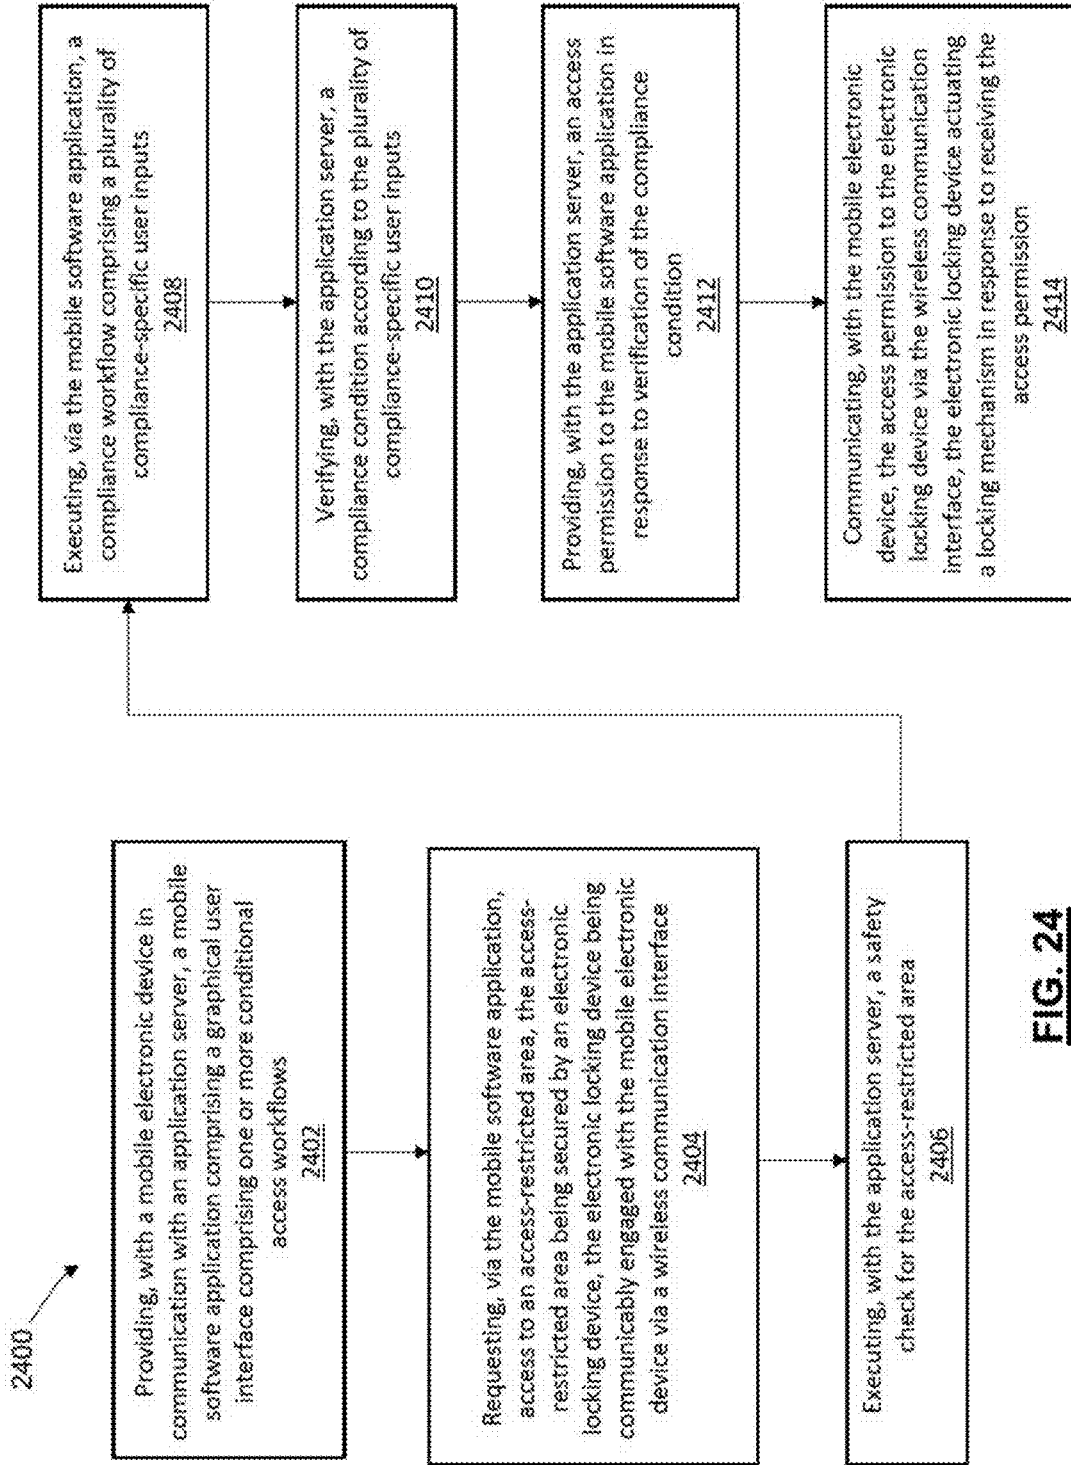 2400
Providing, with a mobile electronic device in
communication with an application server, a mobile
software application comprising a graphical user
interface comprising one or more conditional
access workflows
2402
Requesting, via the mobile software application,
access to an access-restricted area, the access-
restricted area being secured by an electronic
locking device, the electronic locking device being
communicably engaged with the mobile electronic
device via a wireless communication interface
2404
Executing, with the application server, a safety
check for the access-restricted area
2406
Executing, via the mobile software application, a
compliance workflow comprising a plurality of
compliance-specific user inputs
2408
Verifying, with the application server, a
compliance condition according to the plurality of
compliance-specific user inputs
2410
Providing, with the application server, an access
permission to the mobile software application in
response to verification of the compliance
condition
2412
Communicating, with the mobile electronic
device, the access permission to the electronic
locking device via the wireless communication
interface, the electronic locking device actuating
a locking mechanism in response to receiving the
access permission
2414
FIG. 24